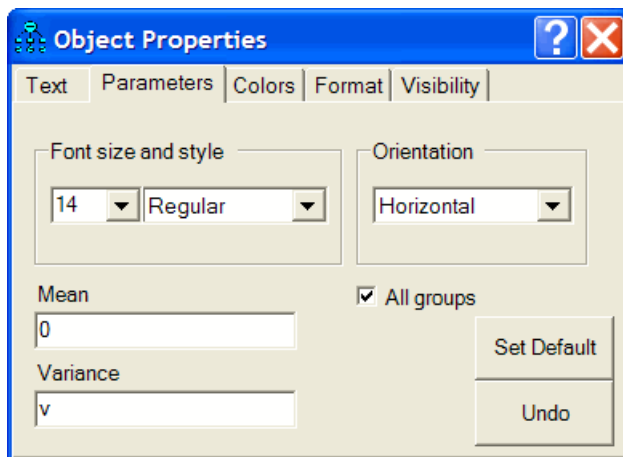 Object Properties
?
Text Parameters Colors Format Visibility
Font size and style
Orientation
14 Regular
Horizontal
Mean
All groups
0
Set Default
Variance
v
Undo